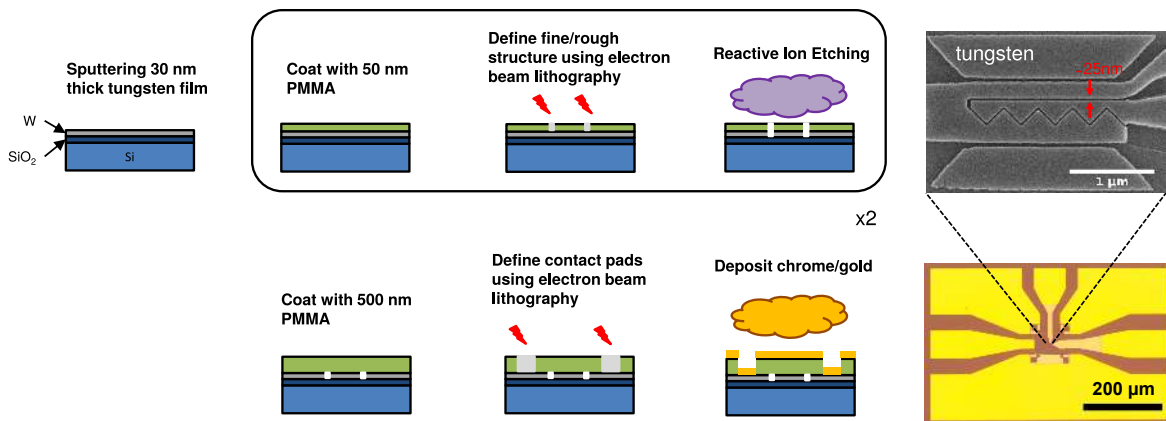 Sputtering 30 nm
thick tungsten film
W
SiO2
Si
Coat with 50 nm
PMMA
Define fine/rough
structure using electron
beam lithography
Reactive Ion Etching
x2
Coat with 500 nm
PMMA
Define contact pads
using electron beam
lithography
Deposit chrome/gold
tungsten
~25nm
1 µm
200 µm